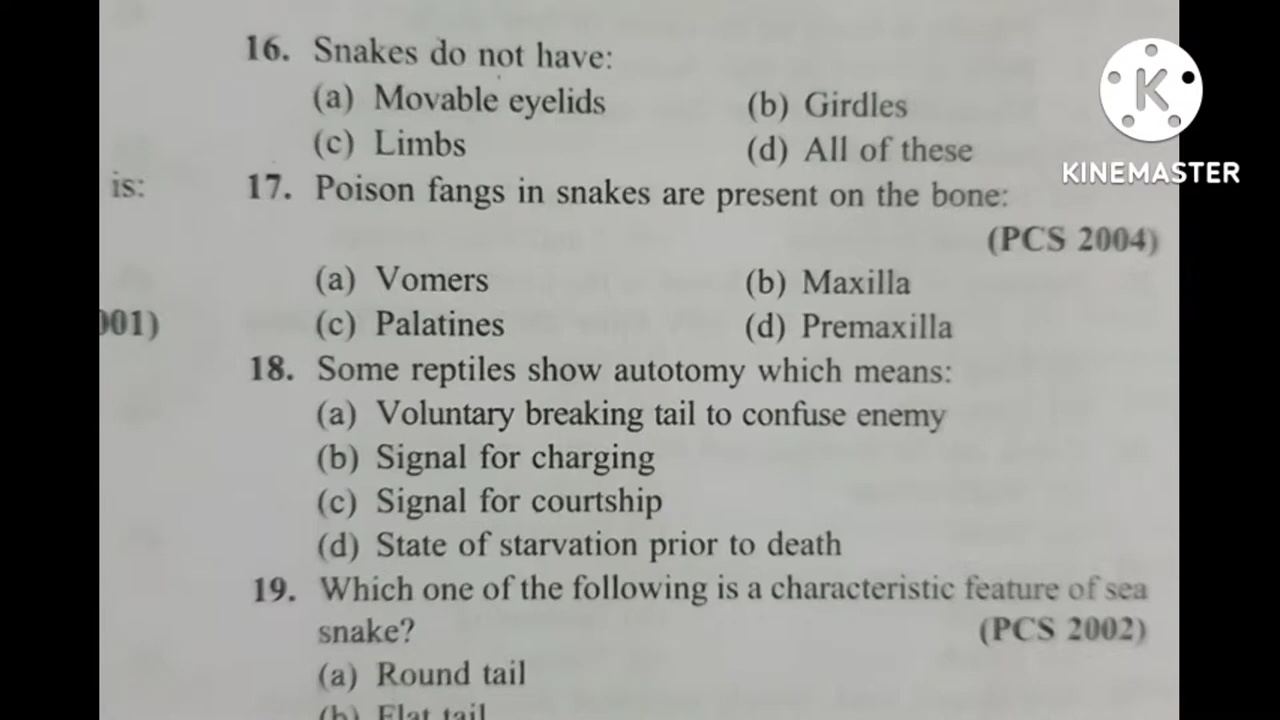 16. Snakes do not have:
(a) Movable eyelids (b) Girdles
(c) Limbs (d) All of these
is:
17. Poison fangs in snakes are present on the bone:
(PCS 2004)
(a) Vomers (b) Maxilla
001) (c) Palatines (d) Premaxilla
18. Some reptiles show autotomy which means:
(a) Voluntary breaking tail to confuse enemy
(b) Signal for charging
(c) Signal for courtship
(d) State of starvation prior to death
19. Which one of the following is a characteristic feature of sea
snake? (PCS 2002)
(a) Round tail
(b) Flat tail
K
KINEMASTER